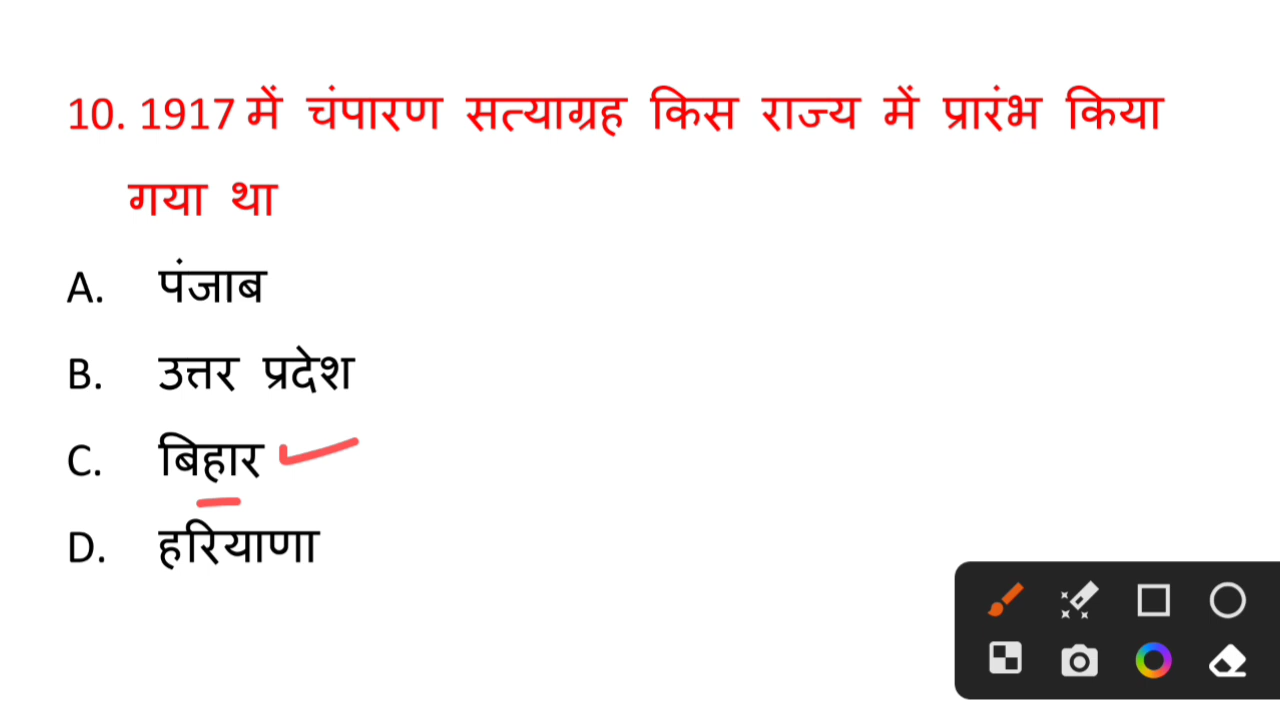 10. 1917 में चंपारण सत्याग्रह किस राज्य में प्रारंभ किया
गया था
A. पंजाब
B. उत्तर प्रदेश
C. बिहार
D. हरियाणा